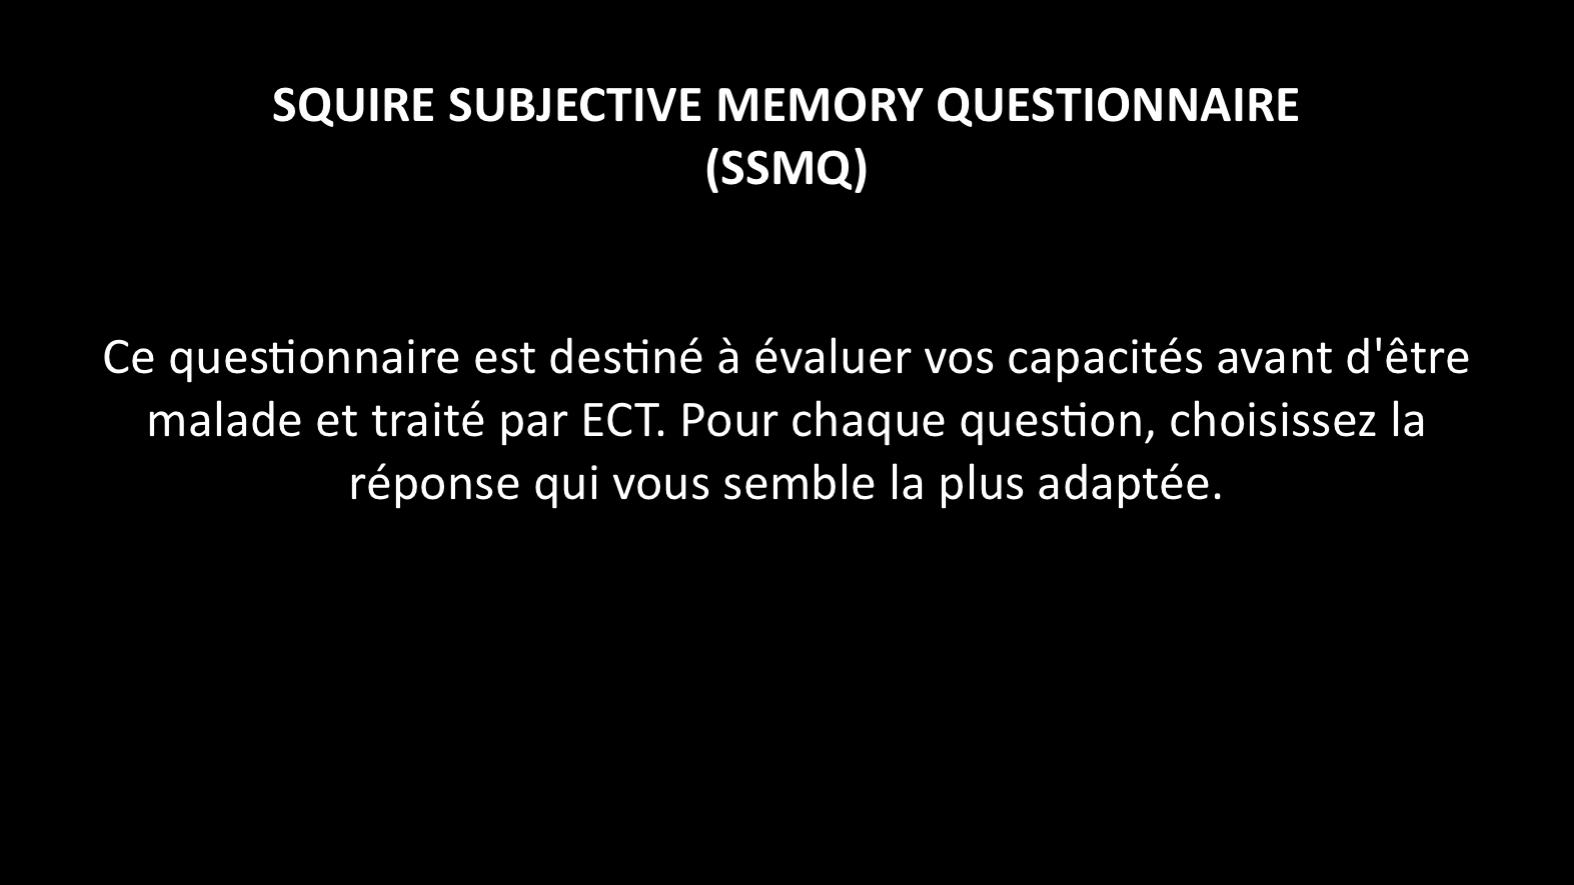 SQUIRE SUBJECTIVE MEMORY QUESTIONNAIRE
(SSMQ)
Ce questionnaire est destiné à évaluer vos capacités avant d'être
malade et traité par ECT. Pour chaque question, choisissez la
réponse qui vous semble la plus adaptée.